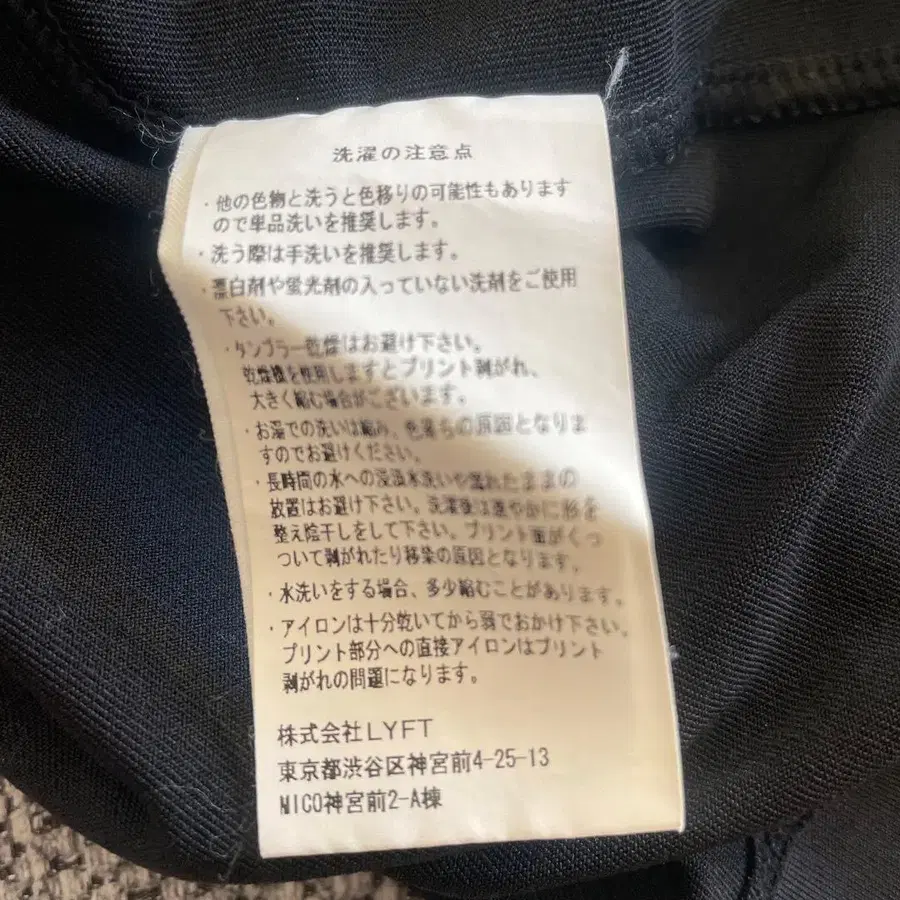 洗濯の注意点
・他の色物と洗うと色移りの可能性もあります
ので単品洗いを推奨します。
・洗う際は手洗いを推奨します。
・漂白剤や蛍光剤の入っていない洗剤をご使用
下さい。
・タンブラー乾燥はお避け下さい。
乾燥機を使用しますとプリント剥がれ、
大きく縮む場合がございます。
・お湯での洗いは縮み、色落ちの原因となりま
すのでお避けください。
・長時間の水への浸漬水洗いや濡れたままの
放置はお避け下さい。洗濯後は速やかに形を
整え陰干しをして下さい。プリント面がくっ
ついて剥がれたり移染の原因となります。
・水洗いをする場合、多少縮むことがあります。
・アイロンは十分乾いてから弱でおかけ下さい。
プリント部分への直接アイロンはプリント
剥がれの問題になります。
株式会社LYFT
東京都渋谷区神宮前4-25-13
NICO神宮前2-A棟